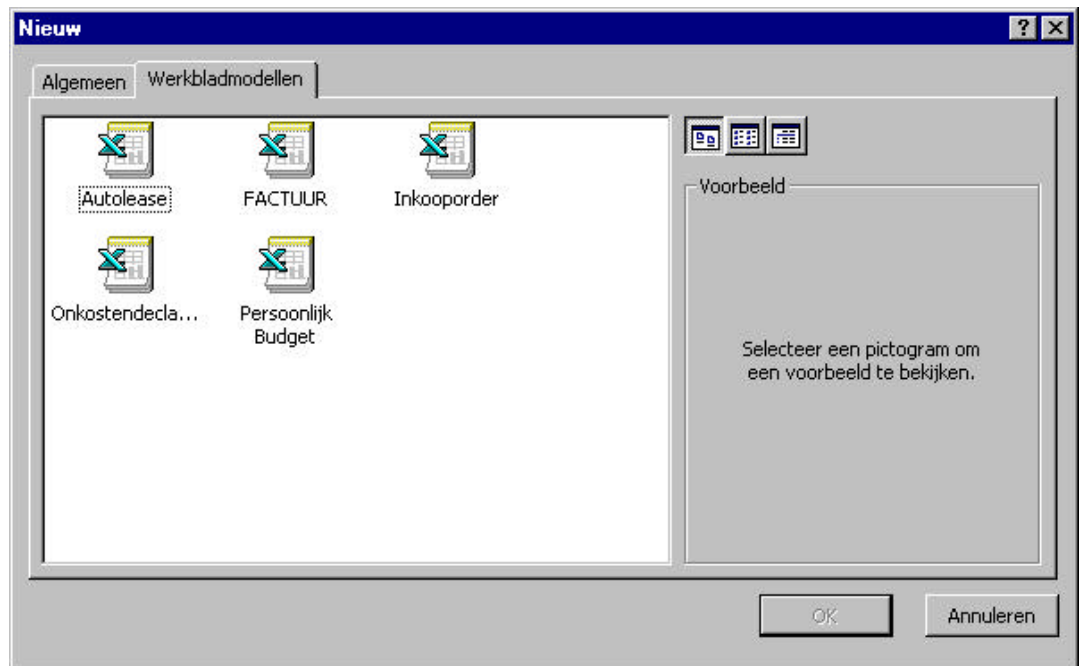 Nieuw
Algemeen
Werkbladmodellen
Autolease
FACTUUR
Inkooporder
Onkostendecla...
Persoonlijk
Budget
Voorbeeld
Selecteer een pictogram om
een voorbeeld te bekijken.
OK
Annuleren